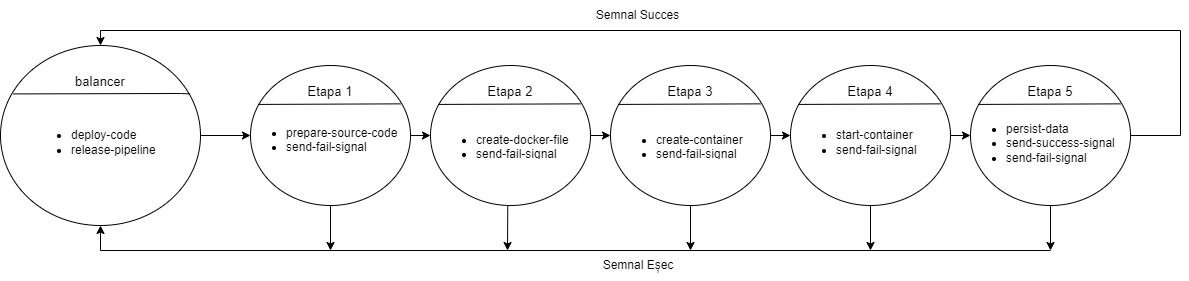 Semnal Succes
balancer
deploy-code
release-pipeline
Etapa 1
prepare-source-code
send-fail-signal
Etapa 2
create-docker-file
send-fail-signal
Etapa 3
create-container
send-fail-signal
Etapa 4
start-container
send-fail-signal
Etapa 5
persist-data
send-success-signal
send-fail-signal
Semnal Eșec